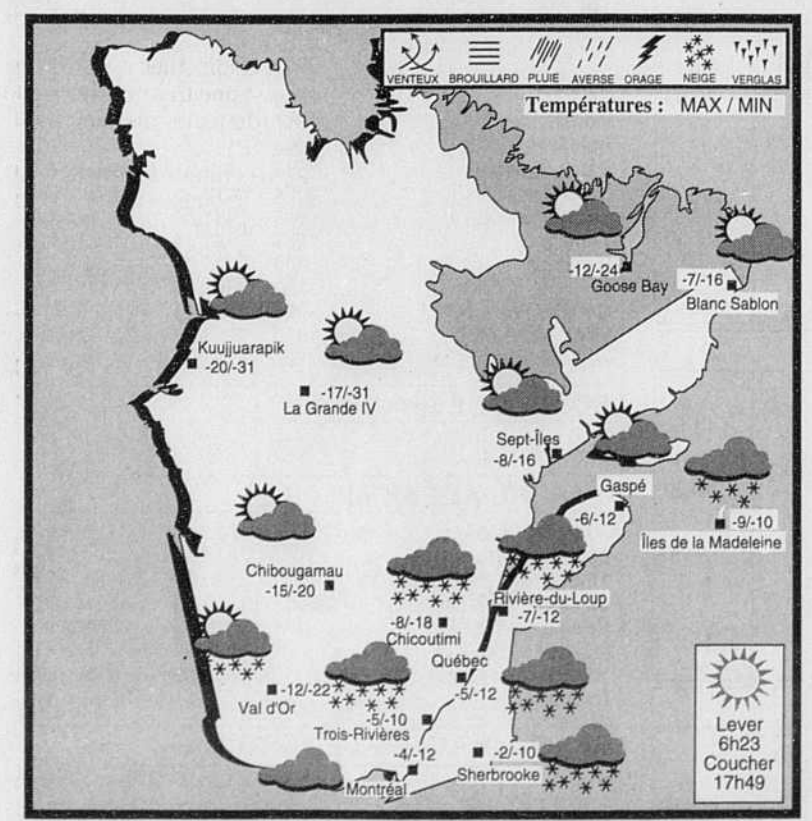 VENTEUX BROUILLARD PLUIE AVERSE ORAGE NEIGE VERGLAS
Températures : MAX / MIN
-12/-24
Goose Bay
-7/-16
Blanc Sablon
Kuujjuarapik
-20/-31
-17/-31
La Grande IV
Sept-Îles
-8/-16
Gaspé
-6/-12
-9/-10
Îles de la Madeleine
Chibougamau
-15/-20
-8/-18
Chicoutimi
Rivière-du-Loup
-7/-12
Québec
-5/-12
-12/-22
Val d'Or
-5/-10
Trois-Rivières
-4/-12
Montréal
-2/-10
Sherbrooke
Lever
6h23
Coucher
17h49